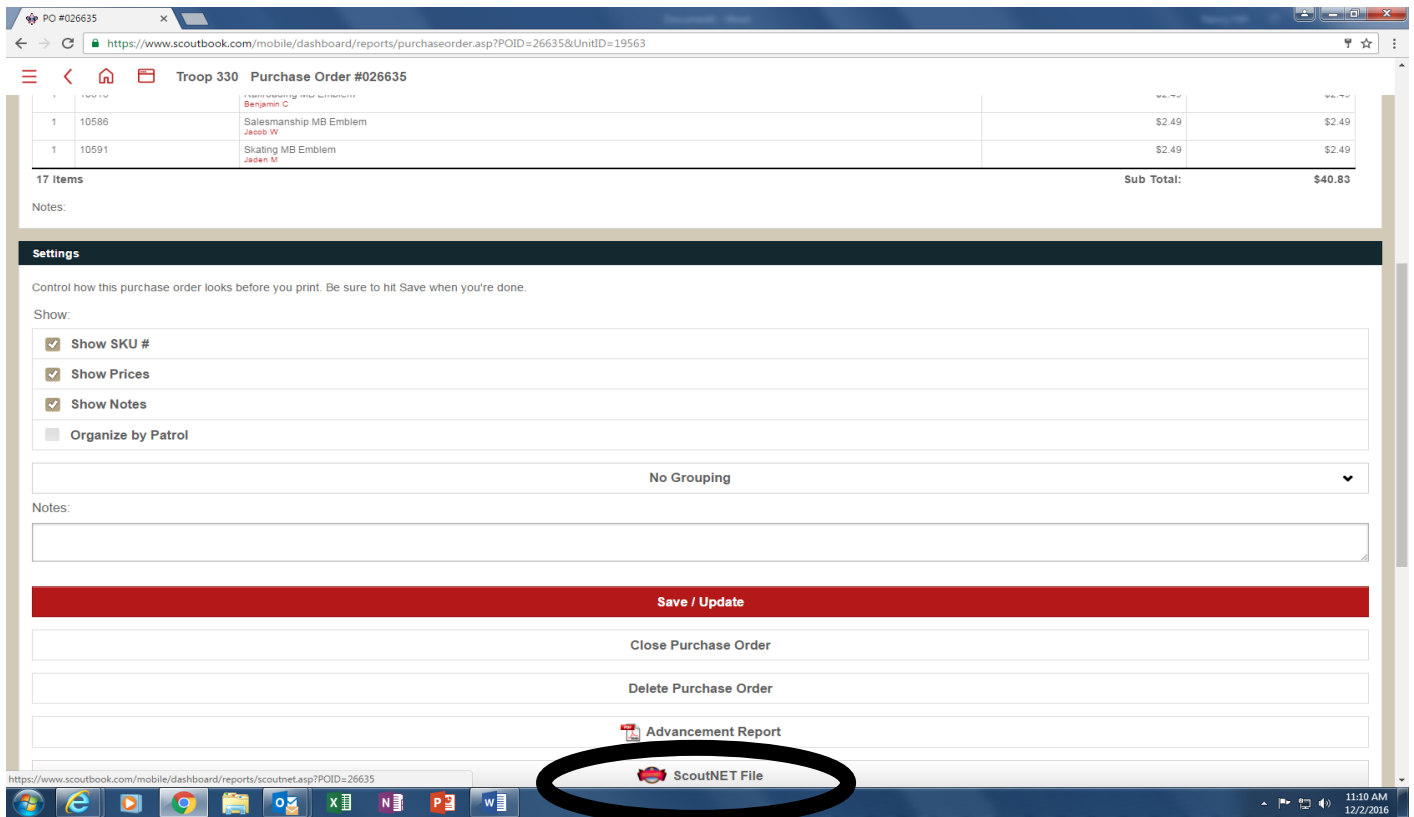 PO #026635
https://www.scoutbook.com/mobile/dashboard/reports/purchaseorder.asp?POID=26635&UnitID=19563
Troop 330 Purchase Order #026635
Benjamin C
1 10586 Salesmanship MB Emblem $2.49 $2.49
Jacob W
1 10591 Skating MB Emblem $2.49 $2.49
Jaden M
17 Items Sub Total: $40.83
Notes:
Settings
Control how this purchase order looks before you print. Be sure to hit Save when you're done.
Show:
Show SKU #
Show Prices
Show Notes
Organize by Patrol
No Grouping
Notes:
Save / Update
Close Purchase Order
Delete Purchase Order
Advancement Report
ScoutNET File
https://www.scoutbook.com/mobile/dashboard/reports/scoutnet.asp?POID=26635
11:10 AM
12/2/2016